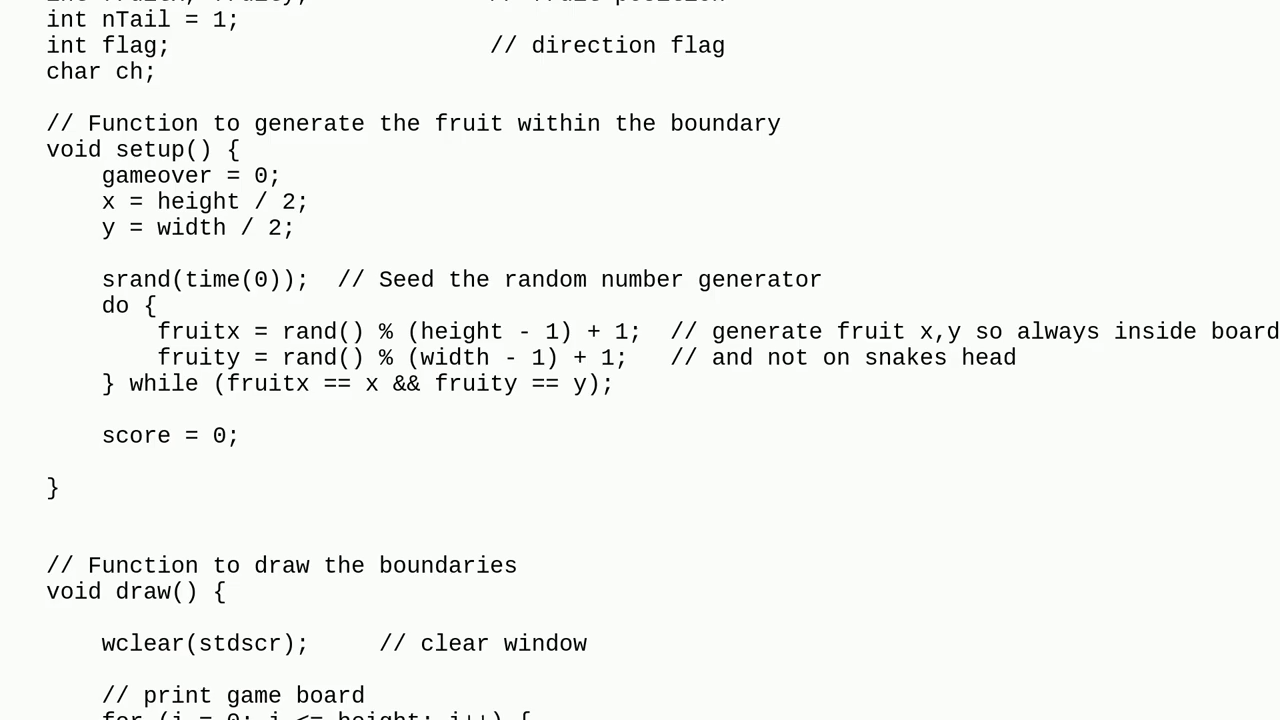 int nTail = 1;
int flag;                       // direction flag
char ch;

// Function to generate the fruit within the boundary
void setup() {
    gameover = 0;
    x = height / 2;
    y = width / 2;

    srand(time(0));  // Seed the random number generator
    do {
        fruitx = rand() % (height - 1) + 1;  // generate fruit x,y so always inside board
        fruity = rand() % (width - 1) + 1;   // and not on snakes head
    } while (fruitx == x && fruity == y);

    score = 0;

}


// Function to draw the boundaries
void draw() {

    wclear(stdscr);     // clear window

    // print game board
    for (i = 0; i <= height; i++) {